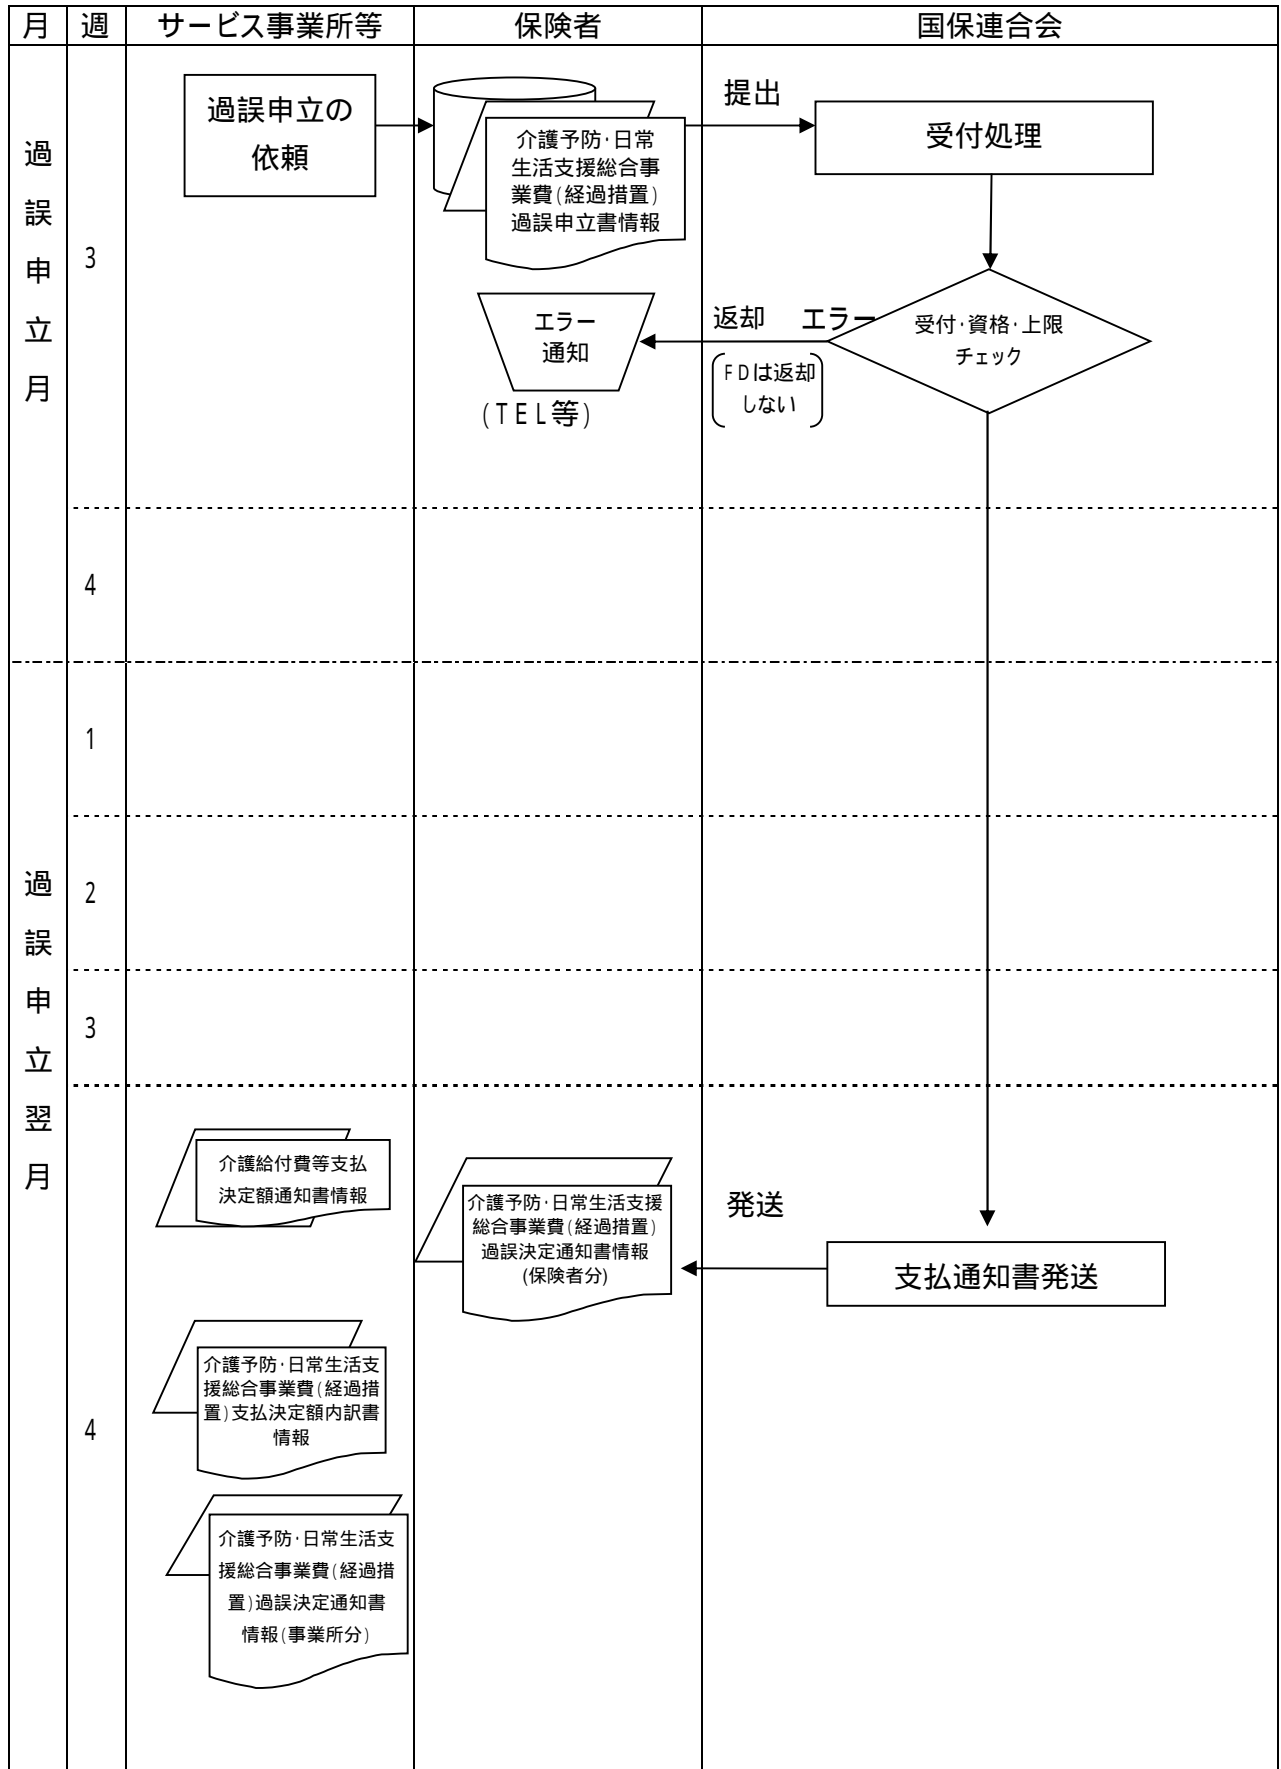 月 週 サービス事業所等 保険者 国保連合会
過誤申立月
3
過誤申立の
依頼
介護予防・日常
生活支援総合事
業費(経過措置)
過誤申立書情報
提出
受付処理
受付・資格・上限
チェック
返却 エラー
FDは返却
しない
エラー
通知
(TEL等)
4
過誤申立翌月
1
2
3
4
介護給付費等支払
決定額通知書情報
介護予防・日常生活支援
総合事業費(経過措置)
過誤決定通知書情報
(保険者分)
発送
支払通知書発送
介護予防・日常生活支
援総合事業費(経過措
置)支払決定額内訳書
情報
介護予防・日常生活支
援総合事業費(経過措
置)過誤決定通知書
情報(事業所分)